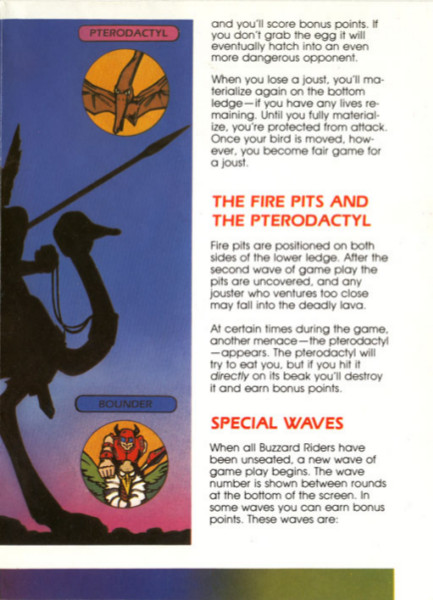 PTERODACTYL
BOUNDER
and you'll score bonus points. If
you don't grab the egg it will
eventually hatch into an even
more dangerous opponent.
When you lose a joust, you'll ma-
terialize again on the bottom
ledge—if you have any lives re-
maining. Until you fully material-
ize, you're protected from attack.
Once your bird is moved, how-
ever, you become fair game for
a joust.
THE FIRE PITS AND
THE PTERODACTYL
Fire pits are positioned on both
sides of the lower ledge. After the
second wave of game play the
pits are uncovered, and any
jouster who ventures too close
may fall into the deadly lava.
At certain times during the game,
another menace—the pterodactyl
—appears. The pterodactyl will
try to eat you, but if you hit it
directly on its beak you'll destroy
it and earn bonus points.
SPECIAL WAVES
When all Buzzard Riders have
been unseated, a new wave of
game play begins. The wave
number is shown between rounds
at the bottom of the screen. In
some waves you can earn bonus
points. These waves are: